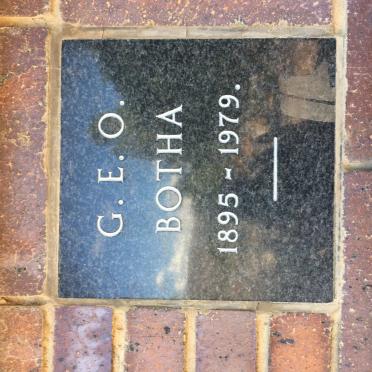 G. E. O.
BOTHA
1895 ~ 1979.